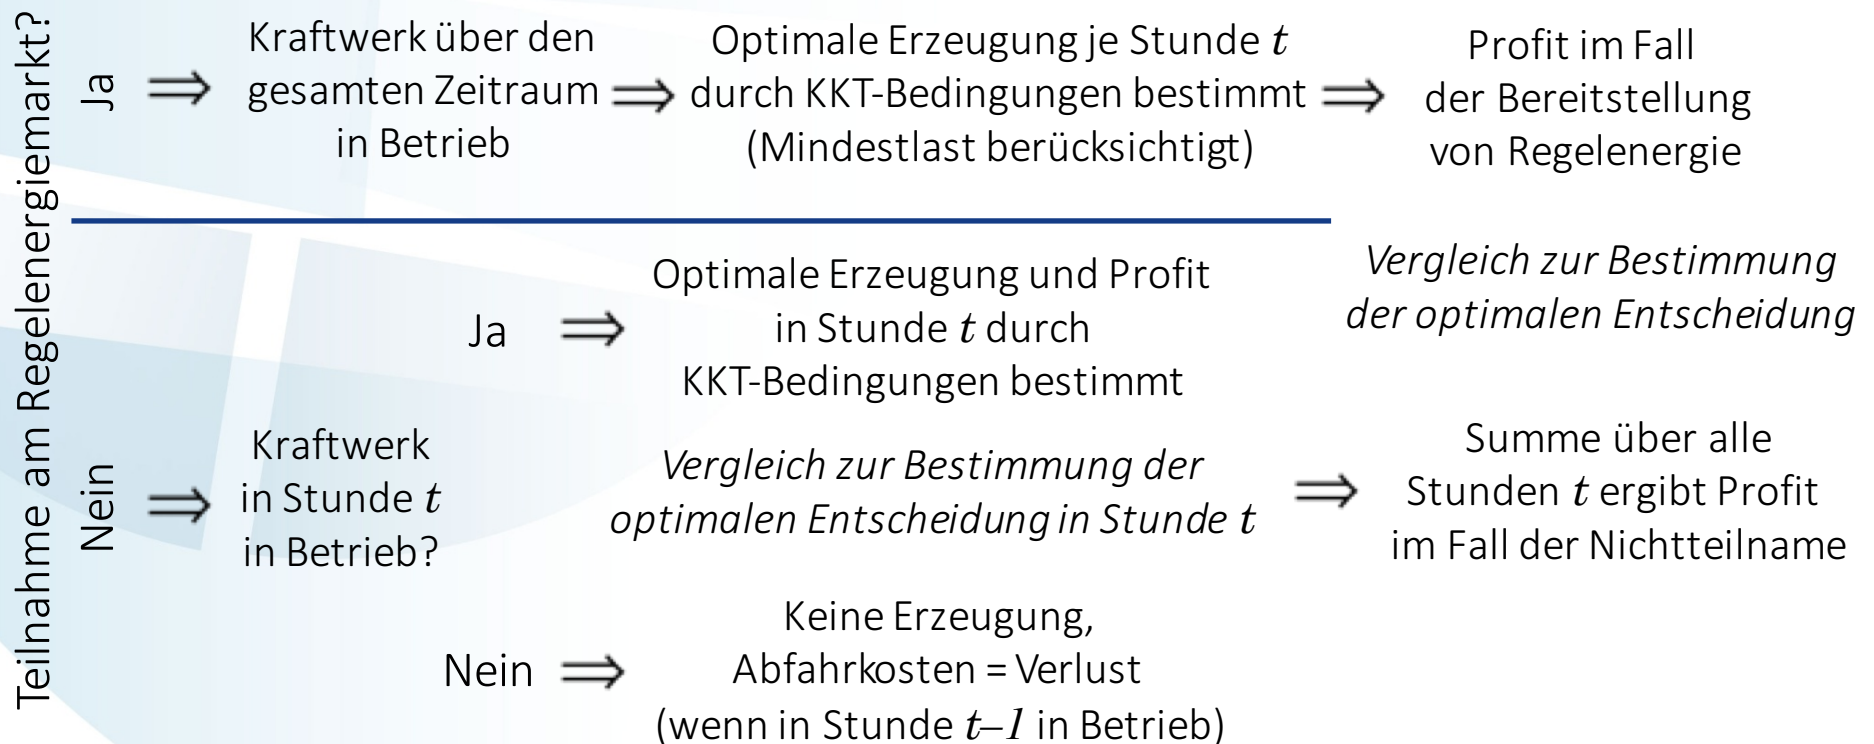 Teilnahme am Regelenergiemarkt?
Ja
⇒
Kraftwerk über den
gesamten Zeitraum
in Betrieb
⇒
Optimale Erzeugung je Stunde t
durch KKT-Bedingungen bestimmt
(Mindestlast berücksichtigt)
⇒
Profit im Fall
der Bereitstellung
von Regelenergie
Vergleich zur Bestimmung
der optimalen Entscheidung
Nein
⇒
Kraftwerk
in Stunde t
in Betrieb?
Ja ⇒
Optimale Erzeugung und Profit
in Stunde t durch
KKT-Bedingungen bestimmt
Vergleich zur Bestimmung der
optimalen Entscheidung in Stunde t
Nein ⇒
Keine Erzeugung,
Abfahrkosten = Verlust
(wenn in Stunde t–1 in Betrieb)
⇒
Summe über alle
Stunden t ergibt Profit
im Fall der Nichtteilname